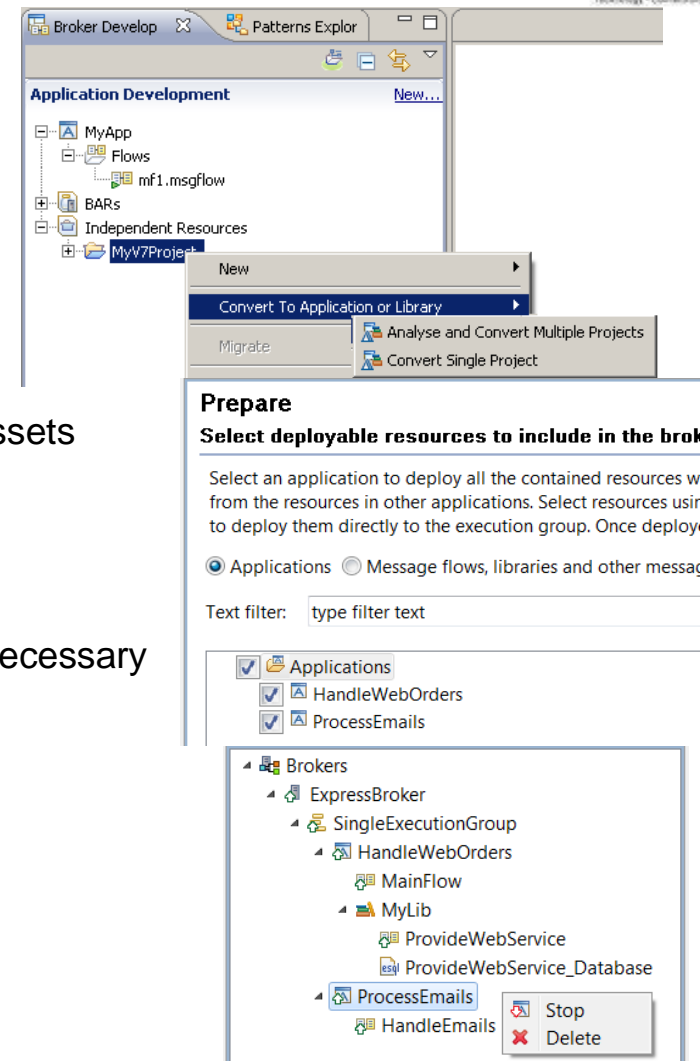 Broker Develop
Patterns Explor
Application Development New...
MyApp
Flows
mf1.msgflow
BARs
Independent Resources
MyV7Project
New
Convert To Application or Library
Analyse and Convert Multiple Projects
Migrate
Convert Single Project
ssets
Prepare
Select deployable resources to include in the brok
Select an application to deploy all the contained resources w
from the resources in other applications. Select resources usin
to deploy them directly to the execution group. Once deploye
Applications Message flows, libraries and other messag
Text filter: type filter text
ecessary
Applications
HandleWebOrders
ProcessEmails
Brokers
ExpressBroker
SingleExecutionGroup
HandleWebOrders
MainFlow
MyLib
ProvideWebService
esql ProvideWebService_Database
ProcessEmails
Stop
HandleEmails
Delete